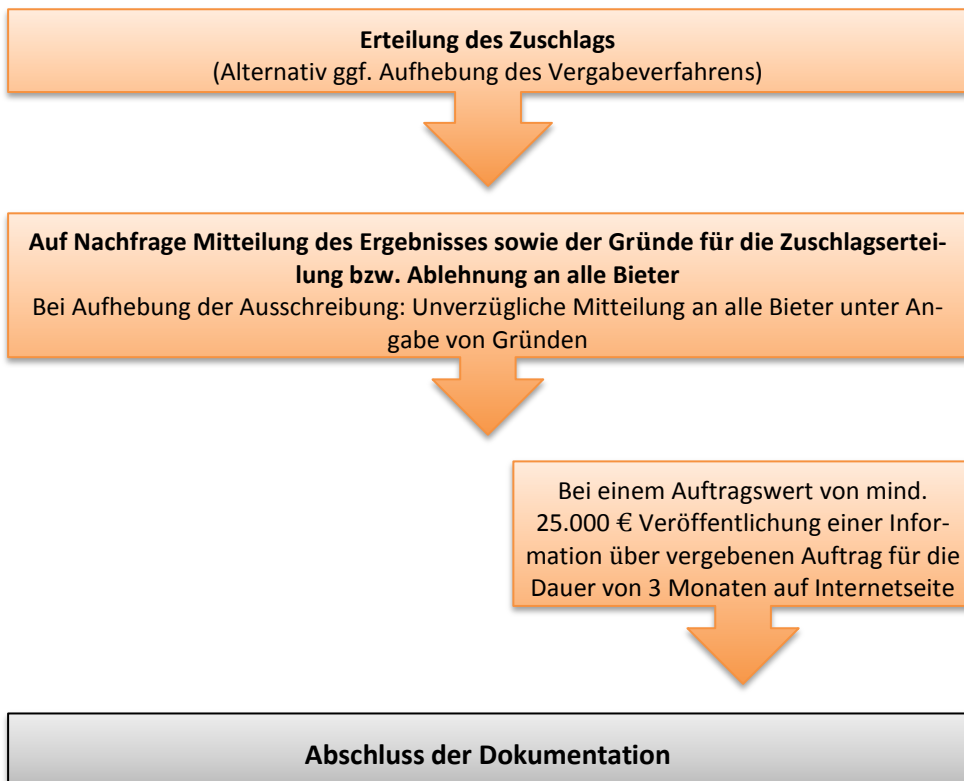 Erteilung des Zuschlags
(Alternativ ggf. Aufhebung des Vergabeverfahrens)
Auf Nachfrage Mitteilung des Ergebnisses sowie der Gründe für die Zuschlagsertei-
lung bzw. Ablehnung an alle Bieter
Bei Aufhebung der Ausschreibung: Unverzügliche Mitteilung an alle Bieter unter An-
gabe von Gründen
Bei einem Auftragswert von mind.
25.000 € Veröffentlichung einer Infor-
mation über vergebenen Auftrag für die
Dauer von 3 Monaten auf Internetseite
Abschluss der Dokumentation